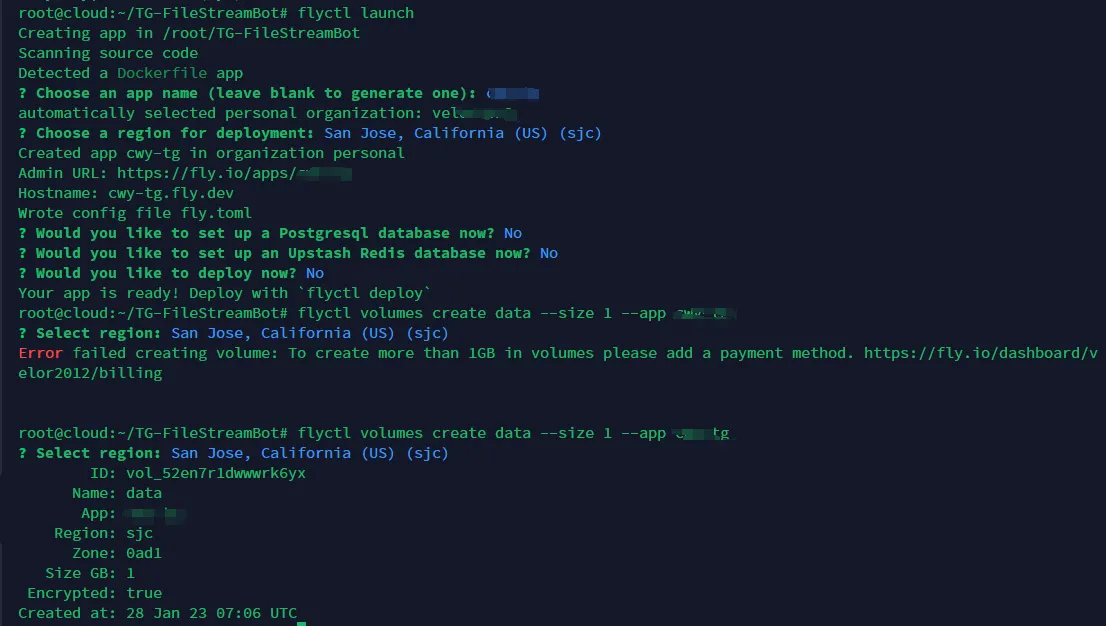 root@cloud:~/TG-FileStreamBot# flyctl launch
Creating app in /root/TG-FileStreamBot
Scanning source code
Detected a Dockerfile app
? Choose an app name (leave blank to generate one):
automatically selected personal organization:
? Choose a region for deployment: San Jose, California (US) (sjc)
Created app cwy-tg in organization personal
Admin URL: https://fly.io/apps/
Hostname: cwy-tg.fly.dev
Wrote config file fly.toml
? Would you like to set up a Postgresql database now? No
? Would you like to set up an Upstash Redis database now? No
? Would you like to deploy now? No
Your app is ready! Deploy with `flyctl deploy`
root@cloud:~/TG-FileStreamBot# flyctl volumes create data --size 1 --app
? Select region: San Jose, California (US) (sjc)
Error failed creating volume: To create more than 1GB in volumes please add a payment method. https://fly.io/dashboard/v
elor2012/billing
root@cloud:~/TG-FileStreamBot# flyctl volumes create data --size 1 --app
? Select region: San Jose, California (US) (sjc)
ID: vol_52en7r1dwwwrk6yx
Name: data
App:
Region: sjc
Zone: 0ad1
Size GB: 1
Encrypted: true
Created at: 28 Jan 23 07:06 UTC